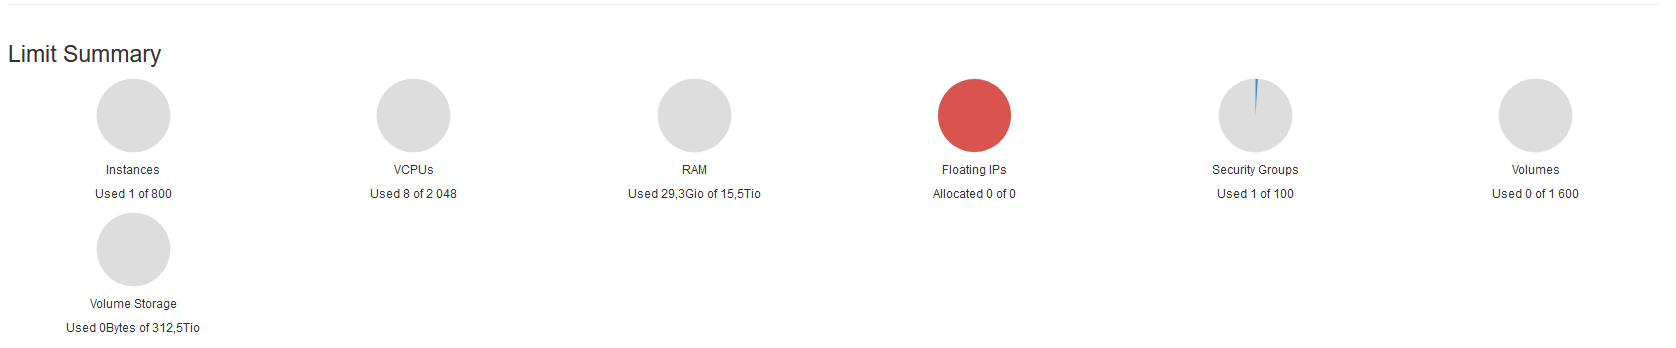 Limit Summary
Instances
Used 1 of 800
VCPUs
Used 8 of 2 048
RAM
Used 29,3Gio of 15,5Tio
Floating IPs
Allocated 0 of 0
Security Groups
Used 1 of 100
Volumes
Used 0 of 1 600
Volume Storage
Used 0Bytes of 312,5Tio